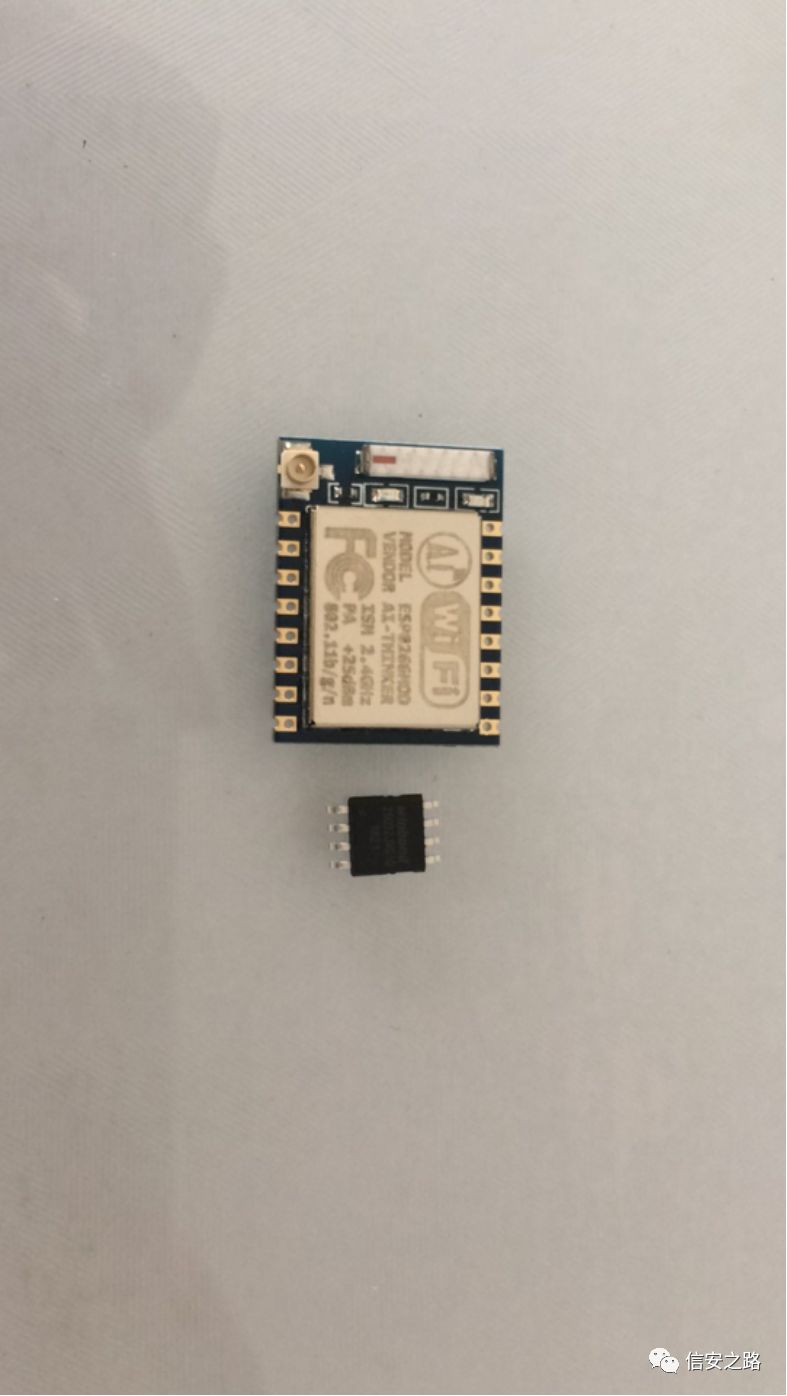 Ai
WiFi
FC
MODEL ESP8266MOD
VENDOR AI-THINKER
ISM 2.4GHz
PA +25dBm
802.11b/g/n
信安之路